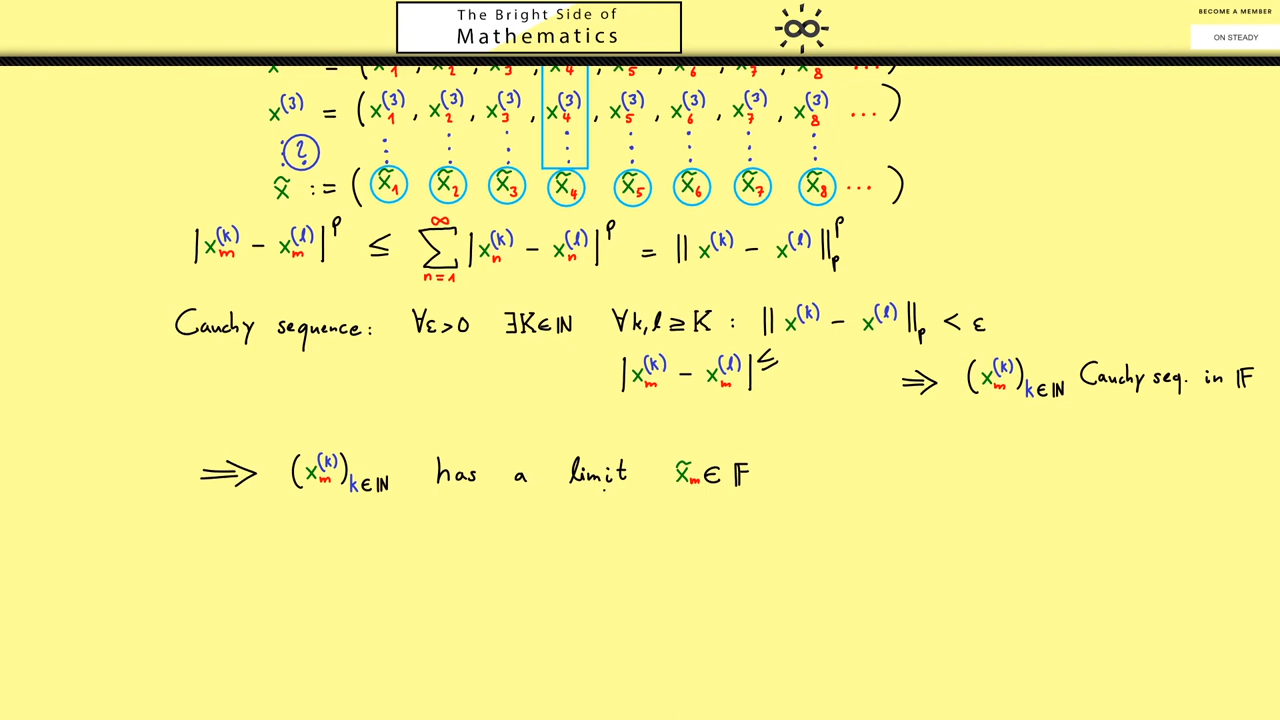 The Bright Side of
Mathematics
BECOME A MEMBER
ON STEADY
x^(3) = (x_1^(3), x_2^(3), x_3^(3), x_4^(3), x_5^(3), x_6^(3), x_7^(3), x_8^(3) ...)
?
x̃ := (x̃_1 x̃_2 x̃_3 x̃_4 x̃_5 x̃_6 x̃_7 x̃_8 ...)
|x_m^(k) − x_m^(l)|^p ≤ ∑_{n=1}^∞ |x_n^(k) − x_n^(l)|^p = ‖x^(k) − x^(l)‖_p^p
Cauchy sequence: ∀ε>0 ∃K∈ℕ ∀k,l ≥ K : ‖x^(k) − x^(l)‖_p < ε
|x_m^(k) − x_m^(l)| ≤ ⟹ (x_m^(k))_{k∈ℕ} Cauchy seq. in 𝔽
⟹ (x_m^(k))_{k∈ℕ} has a limit x̃_m ∈ 𝔽